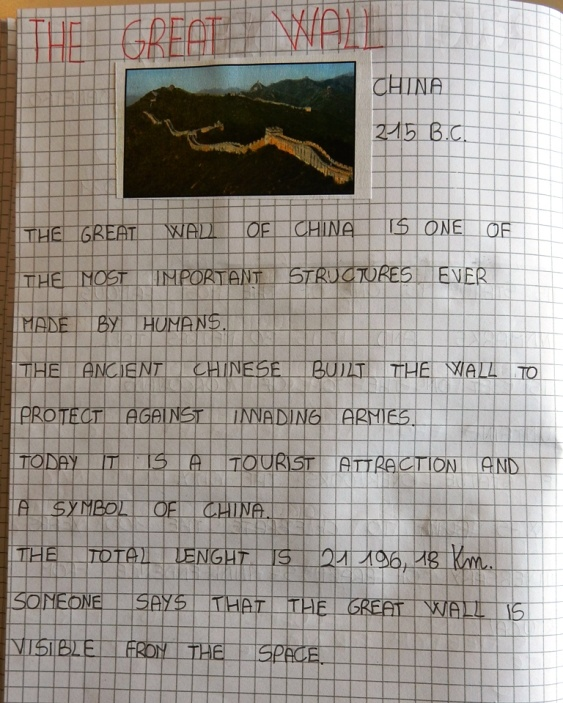 THE GREAT WALL
CHINA
215 B.C.
THE GREAT WALL OF CHINA IS ONE OF
THE MOST IMPORTANT STRUCTURES EVER
MADE BY HUMANS.
THE ANCIENT CHINESE BUILT THE WALL TO
PROTECT AGAINST INVADING ARMIES.
TODAY IT IS A TOURIST ATTRACTION AND
A SYMBOL OF CHINA.
THE TOTAL LENGHT IS 21 196,18 Km.
SOMEONE SAYS THAT THE GREAT WALL IS
VISIBLE FROM THE SPACE.